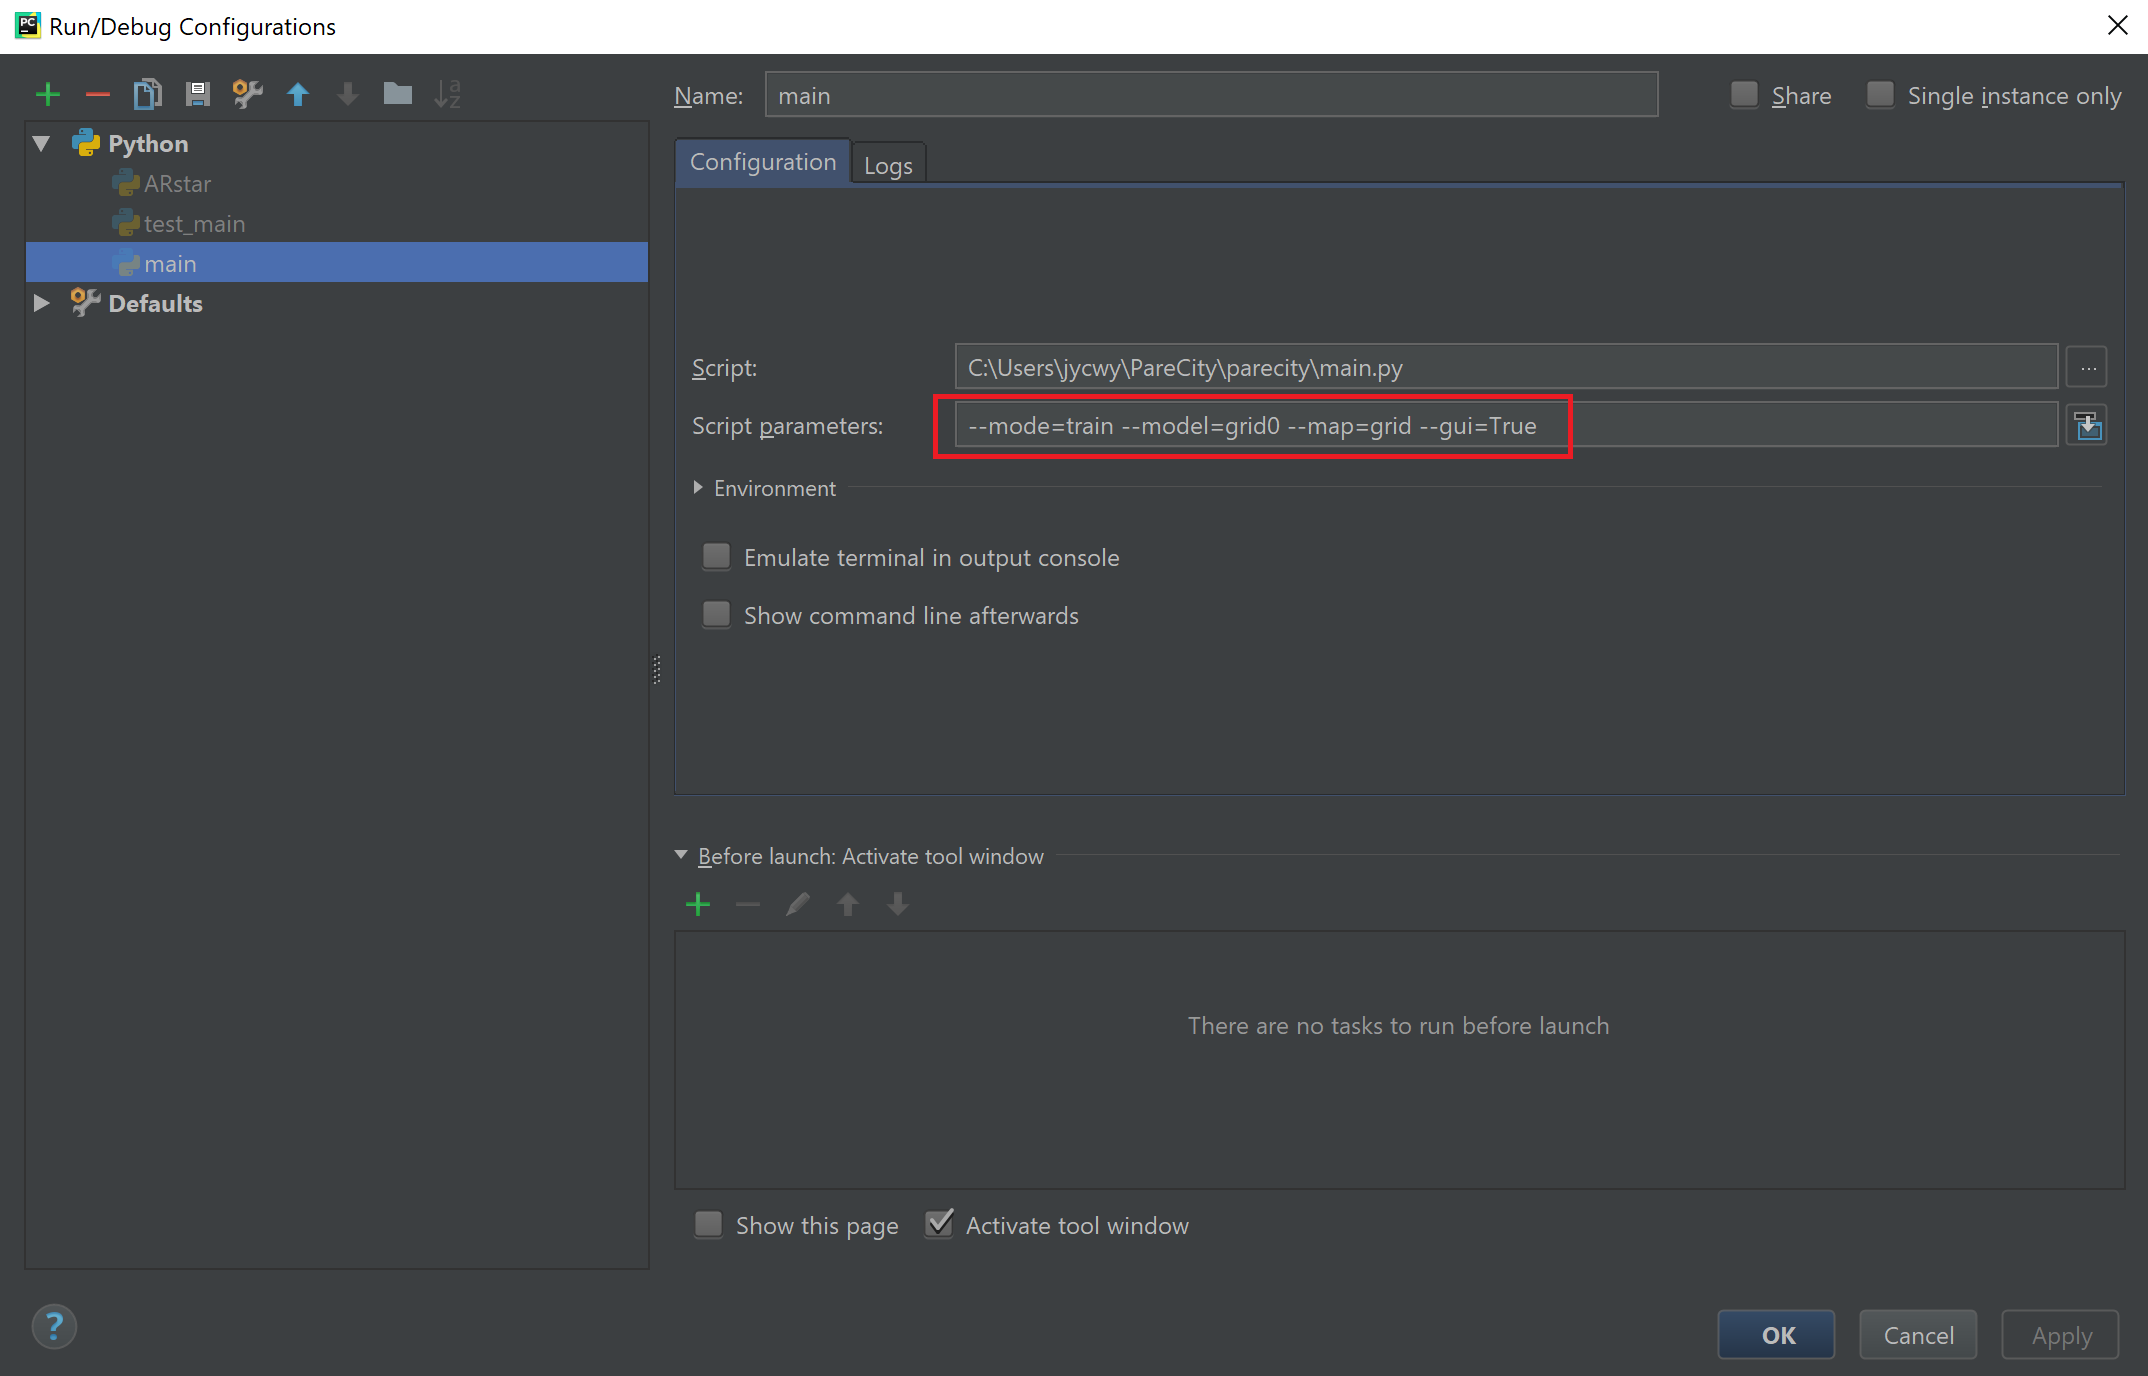 Run/Debug Configurations
Python
ARstar
test_main
main
Defaults
Name: main
Share
Single instance only
Configuration
Logs
Script: C:\Users\jycwy\PareCity\parecity\main.py
...
Script parameters: --mode=train --model=grid0 --map=grid --gui=True
Environment
Emulate terminal in output console
Show command line afterwards
Before launch: Activate tool window
There are no tasks to run before launch
Show this page
Activate tool window
?
OK
Cancel
Apply